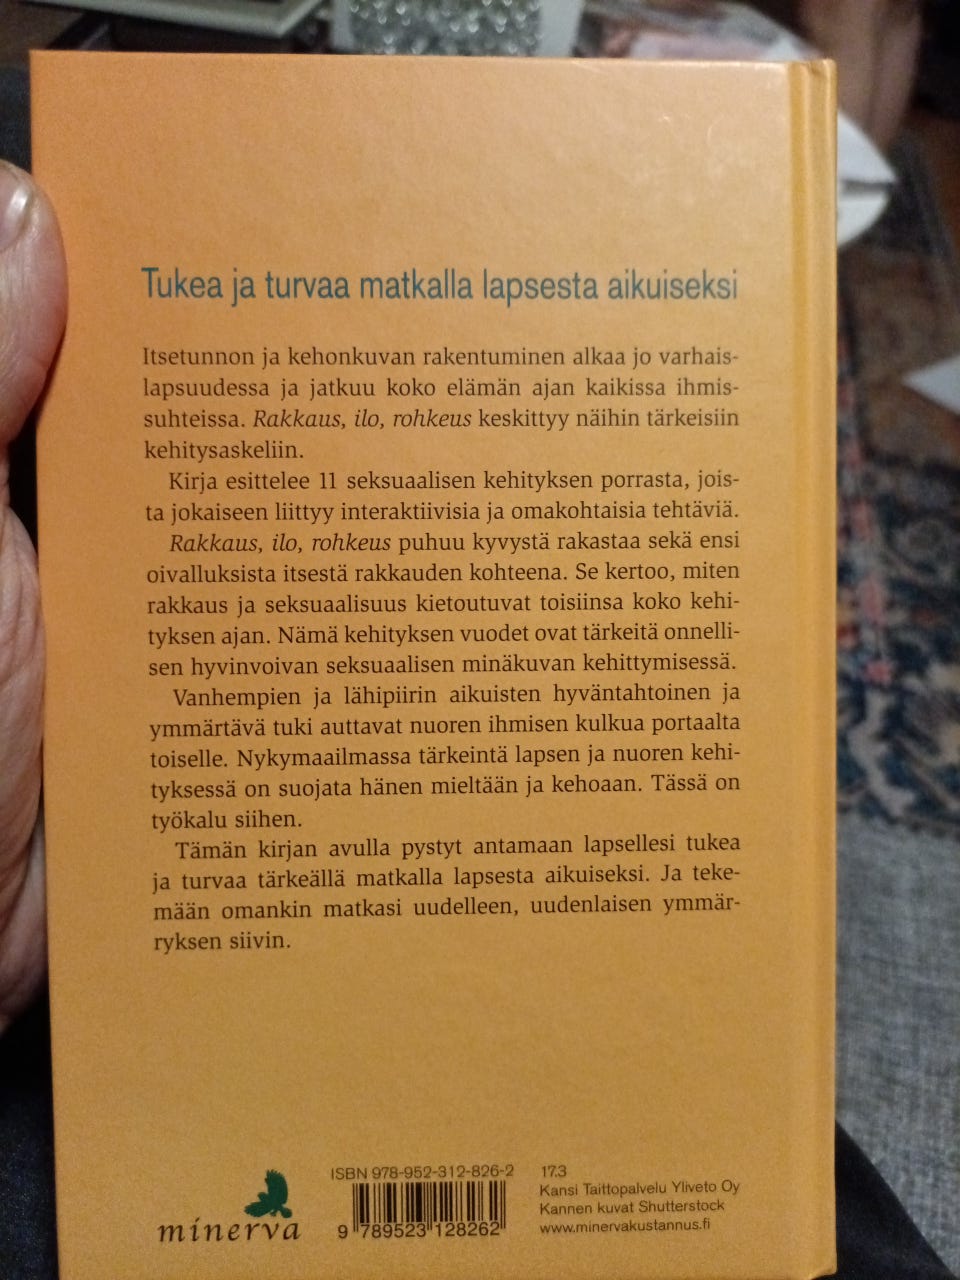 Tukea ja turvaa matkalla lapsesta aikuiseksi
Itsetunnon ja kehonkuvan rakentuminen alkaa jo varhais-
lapsuudessa ja jatkuu koko elämän ajan kaikissa ihmis-
suhteissa. Rakkaus, ilo, rohkeus keskittyy näihin tärkeisiin
kehitysaskeliin.
Kirja esittelee 11 seksuaalisen kehityksen porrasta, jois-
ta jokaiseen liittyy interaktiivisia ja omakohtaisia tehtäviä.
Rakkaus, ilo, rohkeus puhuu kyvystä rakastaa sekä ensi
oivalluksista itsestä rakkauden kohteena. Se kertoo, miten
rakkaus ja seksuaalisuus kietoutuvat toisiinsa koko kehi-
tyksen ajan. Nämä kehityksen vuodet ovat tärkeitä onnelli-
sen hyvinvoivan seksuaalisen minäkuvan kehittymisessä.
Vanhempien ja lähipiirin aikuisten hyväntahtoinen ja
ymmärtävä tuki auttavat nuoren ihmisen kulkua portaalta
toiselle. Nykymaailmassa tärkeintä lapsen ja nuoren kehi-
tyksessä on suojata hänen mieltään ja kehoaan. Tässä on
työkalu siihen.
Tämän kirjan avulla pystyt antamaan lapsellesi tukea
ja turvaa tärkeällä matkalla lapsesta aikuiseksi. Ja teke-
mään omankin matkasi uudelleen, uudenlaisen ymmär-
ryksen siivin.
minerva
ISBN 978-952-312-826-2
9 789523 128262
17.3
Kansi Taittopalvelu Yliveto Oy
Kannen kuvat Shutterstock
www.minervakustannus.fi